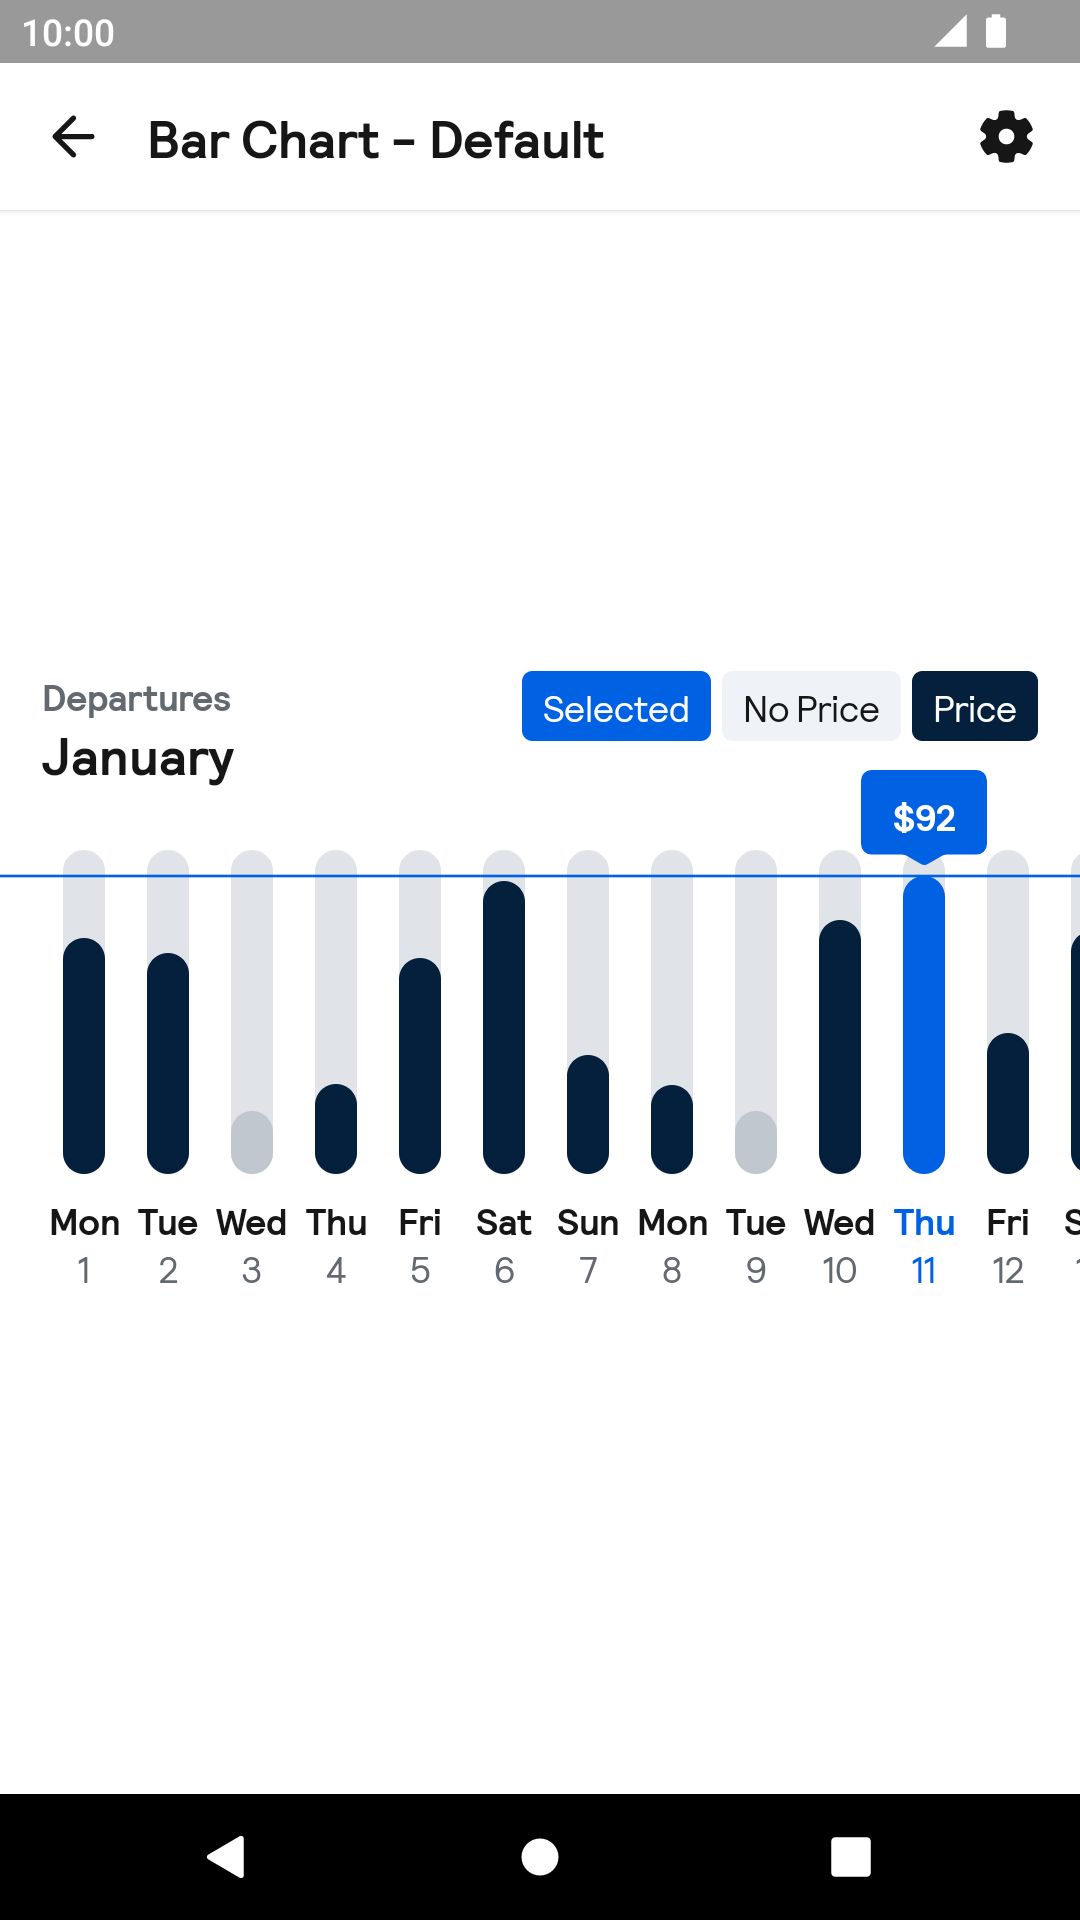 10:00
Bar Chart - Default
Departures
January
Selected No Price Price
$92
Mon Tue Wed Thu Fri Sat Sun Mon Tue Wed Thu Fri
1 2 3 4 5 6 7 8 9 10 11 12